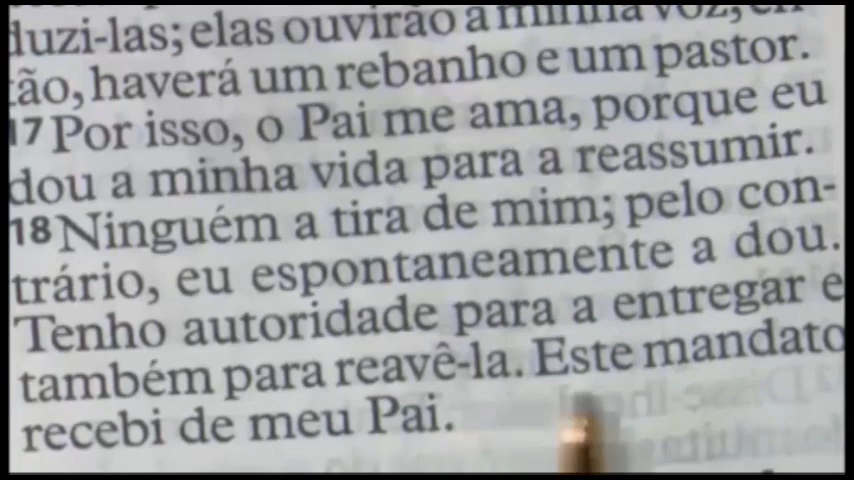 duzi-las; elas ouvirão a minha voz; en
tão, haverá um rebanho e um pastor.
17 Por isso, o Pai me ama, porque eu
dou a minha vida para a reassumir.
18 Ninguém a tira de mim; pelo con-
trário, eu espontaneamente a dou.
Tenho autoridade para a entregar e
também para reavê-la. Este mandato
recebi de meu Pai.